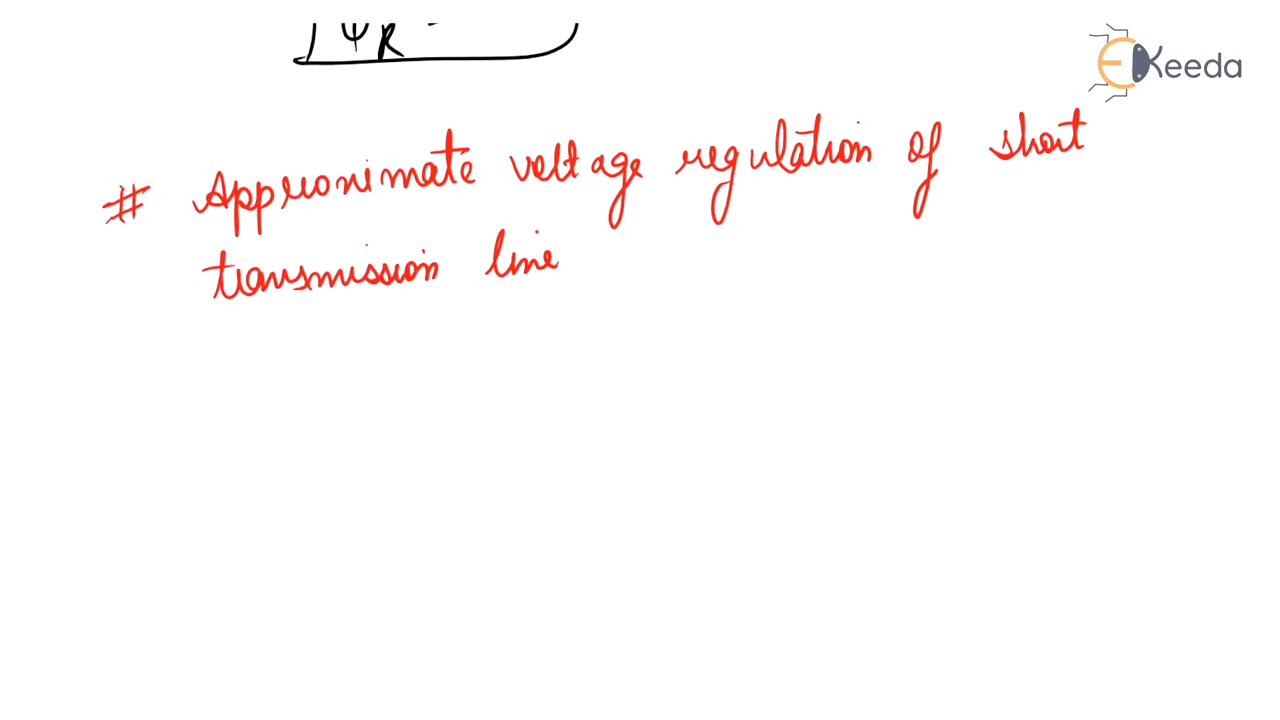 ψR
EKeeda
# Approximate voltage regulation of short
transmission line